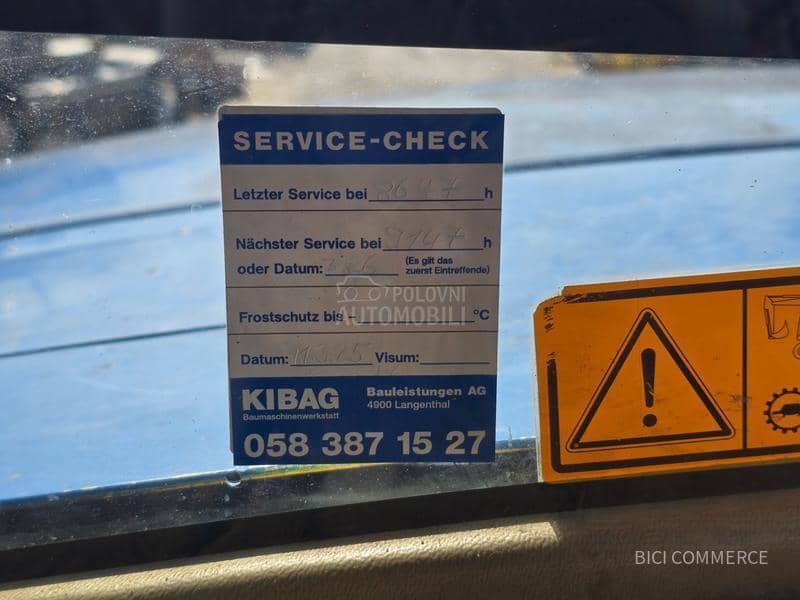 SERVICE-CHECK
Letzter Service bei 8647 h
Nächster Service bei 9147 h
oder Datum: (Es gilt das
zuerst Eintreffende)
Frostschutz bis – °C
Datum: Visum:
KIBAG Bauleistungen AG
Baumaschinenwerkstatt 4900 Langenthal
058 387 15 27
POLOVNI
AUTOMOBILI
BICI COMMERCE